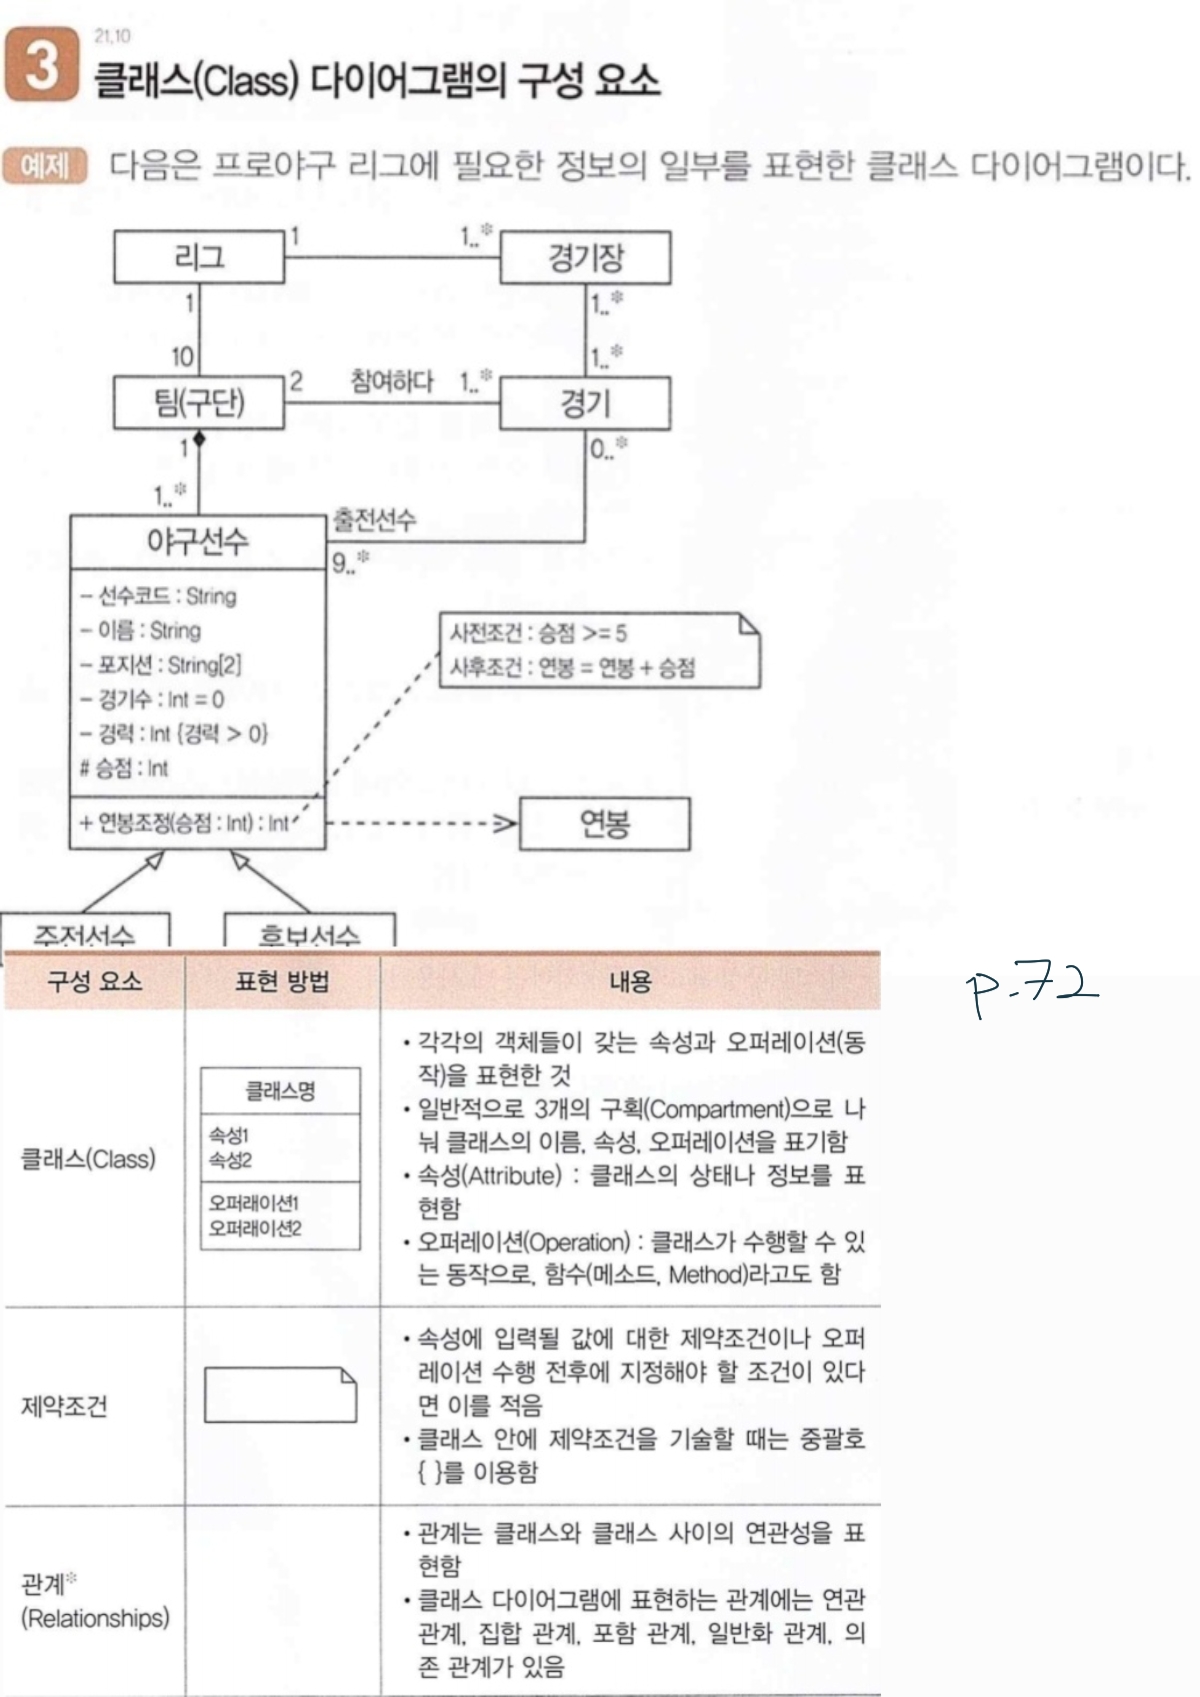 3
21,10
클래스(Class) 다이어그램의 구성 요소
예제 다음은 프로야구 리그에 필요한 정보의 일부를 표현한 클래스 다이어그램이다.
리그 1 1..* 경기장
1 1..*
10 1..*
팀(구단) 2 참여하다 1..* 경기
1 0..*
1..*
야구선수 출전선수
9..*
– 선수코드 : String
– 이름 : String
– 포지션 : String[2]
– 경기수 : Int = 0
– 경력 : Int {경력 > 0}
# 승점 : Int
+ 연봉조정(승점 : Int) : Int
사전조건 : 승점 >= 5
사후조건 : 연봉 = 연봉 + 승점
연봉
주전선수 후보선수
구성 요소 표현 방법 내용
p.72
클래스(Class)
클래스명
속성1
속성2
오퍼래이션1
오퍼래이션2
• 각각의 객체들이 갖는 속성과 오퍼레이션(동
작)을 표현한 것
• 일반적으로 3개의 구획(Compartment)으로 나
눠 클래스의 이름, 속성, 오퍼레이션을 표기함
• 속성(Attribute) : 클래스의 상태나 정보를 표
현함
• 오퍼레이션(Operation) : 클래스가 수행할 수 있
는 동작으로, 함수(메소드, Method)라고도 함
제약조건
• 속성에 입력될 값에 대한 제약조건이나 오퍼
레이션 수행 전후에 지정해야 할 조건이 있다
면 이를 적음
• 클래스 안에 제약조건을 기술할 때는 중괄호
{ }를 이용함
관계*
(Relationships)
• 관계는 클래스와 클래스 사이의 연관성을 표
현함
• 클래스 다이어그램에 표현하는 관계에는 연관
관계, 집합 관계, 포함 관계, 일반화 관계, 의
존 관계가 있음